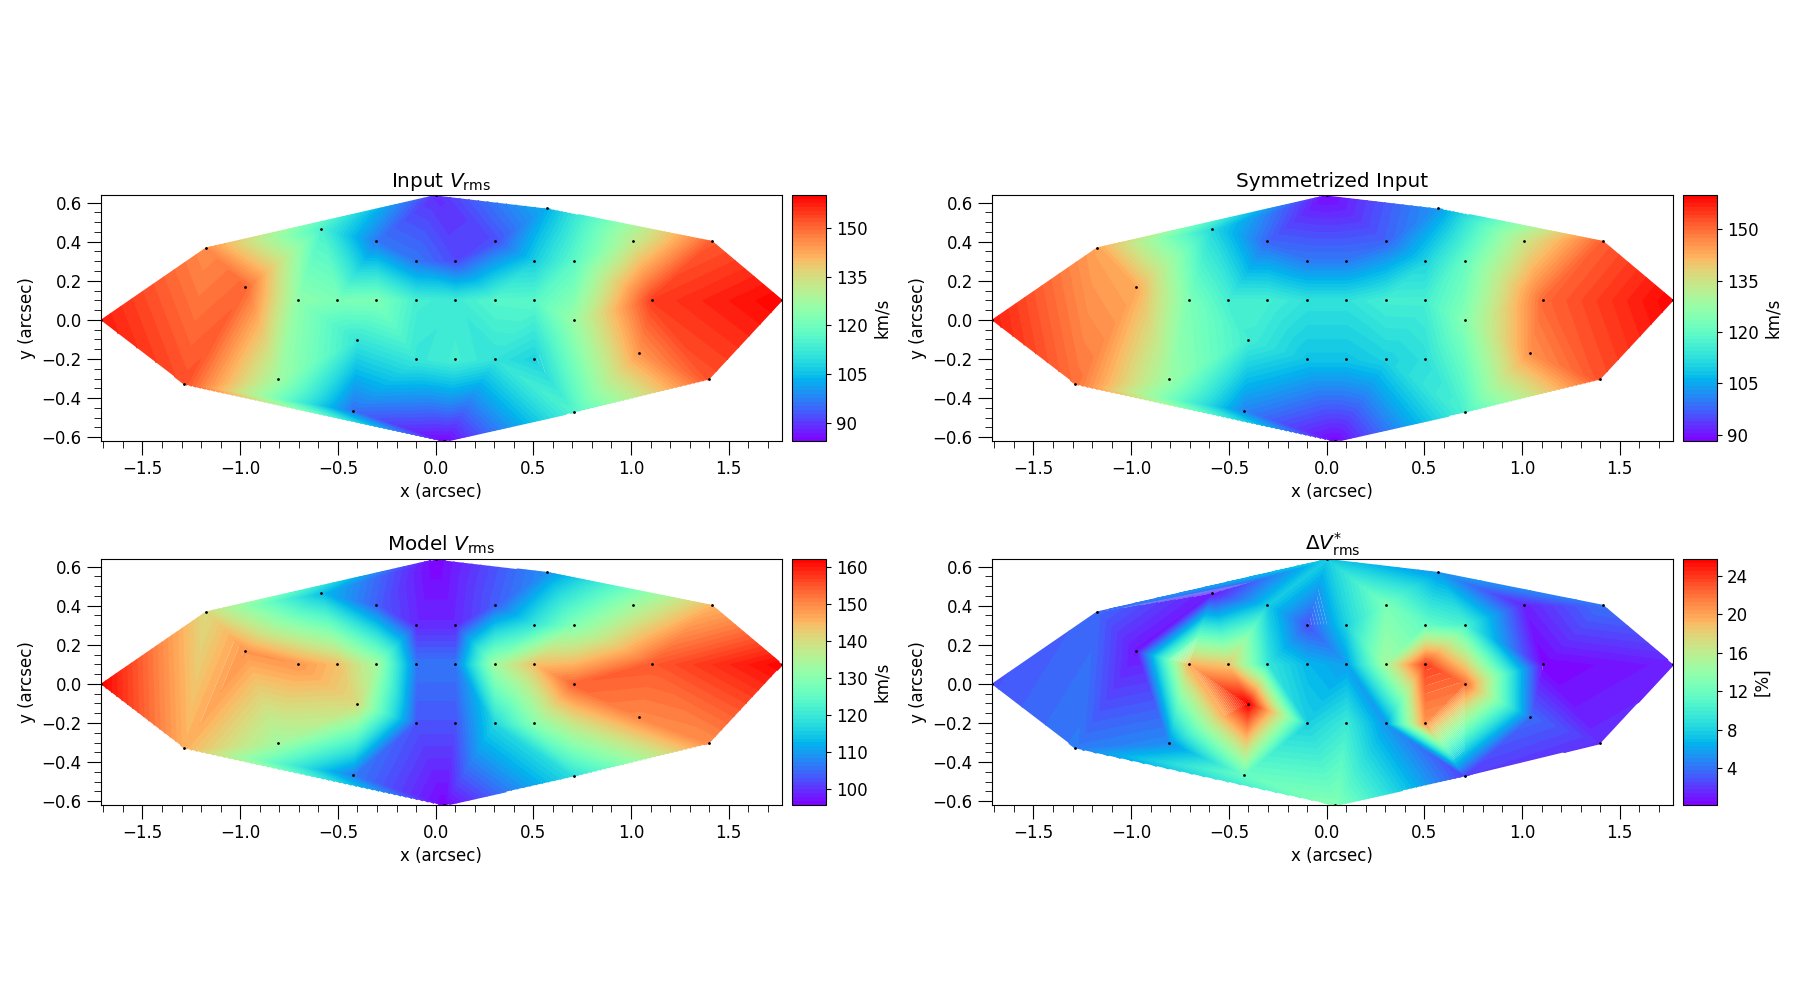 Input V_rms
0.6
0.4
0.2
0.0
−0.2
−0.4
−0.6
y (arcsec)
−1.5 −1.0 −0.5 0.0 0.5 1.0 1.5
x (arcsec)
150
135
120
105
90
km/s
Symmetrized Input
0.6
0.4
0.2
0.0
−0.2
−0.4
−0.6
y (arcsec)
−1.5 −1.0 −0.5 0.0 0.5 1.0 1.5
x (arcsec)
150
135
120
105
90
km/s
Model V_rms
0.6
0.4
0.2
0.0
−0.2
−0.4
−0.6
y (arcsec)
−1.5 −1.0 −0.5 0.0 0.5 1.0 1.5
x (arcsec)
160
150
140
130
120
110
100
km/s
ΔV*_rms
0.6
0.4
0.2
0.0
−0.2
−0.4
−0.6
y (arcsec)
−1.5 −1.0 −0.5 0.0 0.5 1.0 1.5
x (arcsec)
24
20
16
12
8
4
[%]